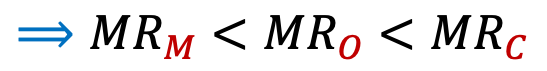 ⟹ MR_M < MR_O < MR_C